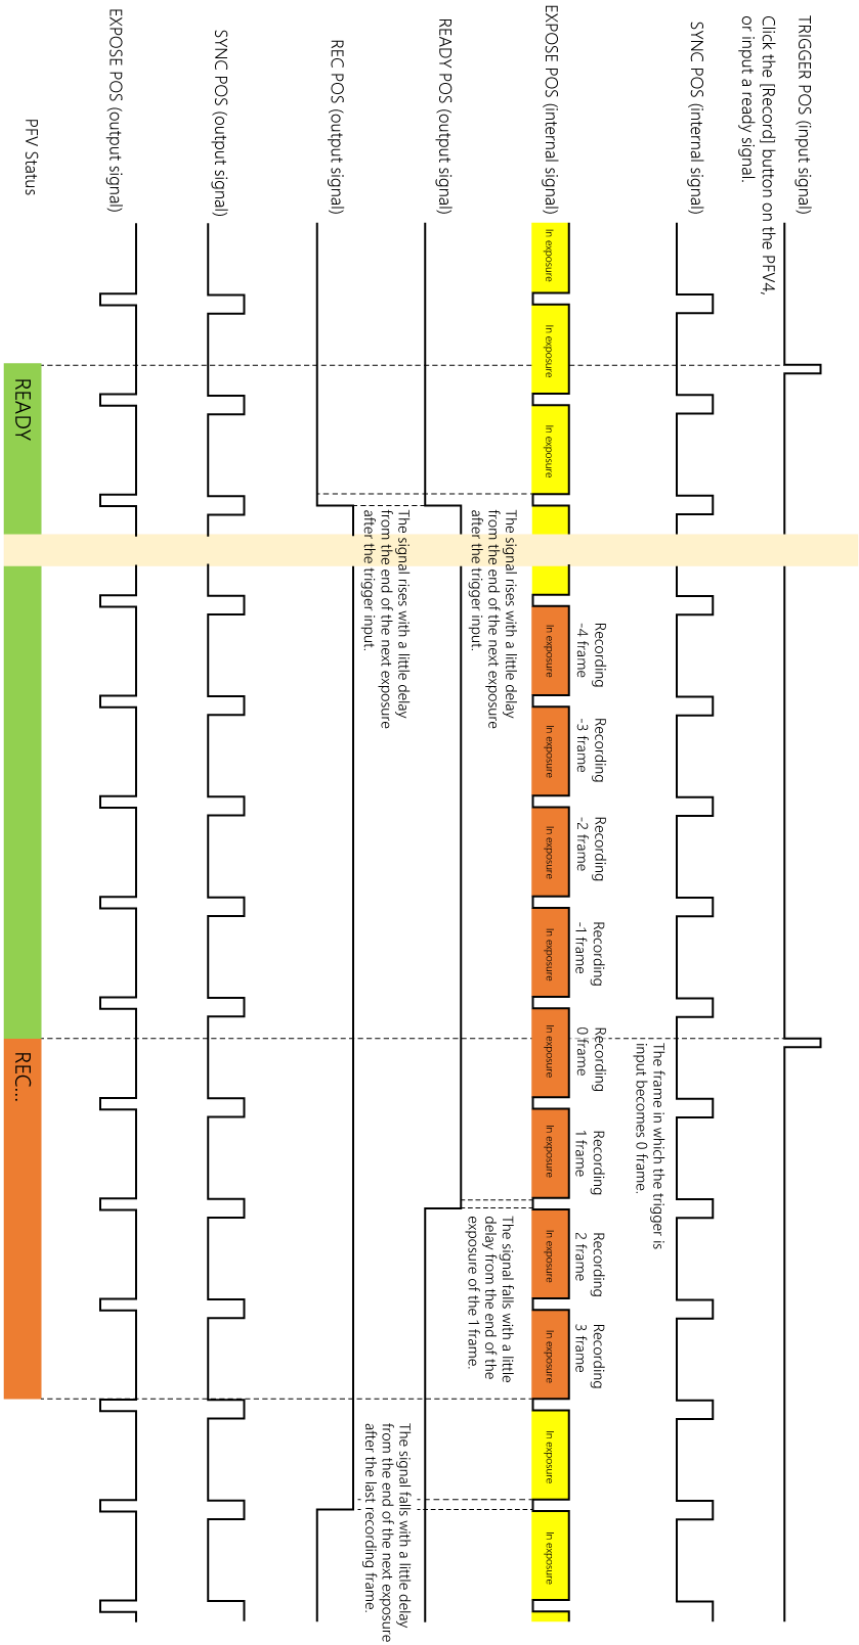 TRIGGER POS (input signal)
Click the [Record] button on the PFV4,
or input a ready signal.
SYNC POS (internal signal)
The frame in which the trigger is
input becomes 0 frame.
Recording
-4 frame
Recording
-3 frame
Recording
-2 frame
Recording
-1 frame
Recording
0 frame
Recording
1 frame
Recording
2 frame
Recording
3 frame
EXPOSE POS (internal signal)
In exposure
In exposure
In exposure
In exposure
In exposure
In exposure
In exposure
In exposure
In exposure
In exposure
In exposure
In exposure
In exposure
READY POS (output signal)
The signal rises with a little delay
from the end of the next exposure
after the trigger input.
The signal falls with a little
delay from the end of the
exposure of the 1 frame.
REC POS (output signal)
The signal rises with a little delay
from the end of the next exposure
after the trigger input.
The signal falls with a little delay
from the end of the next exposure
after the last recording frame.
SYNC POS (output signal)
EXPOSE POS (output signal)
PFV Status
READY
REC...